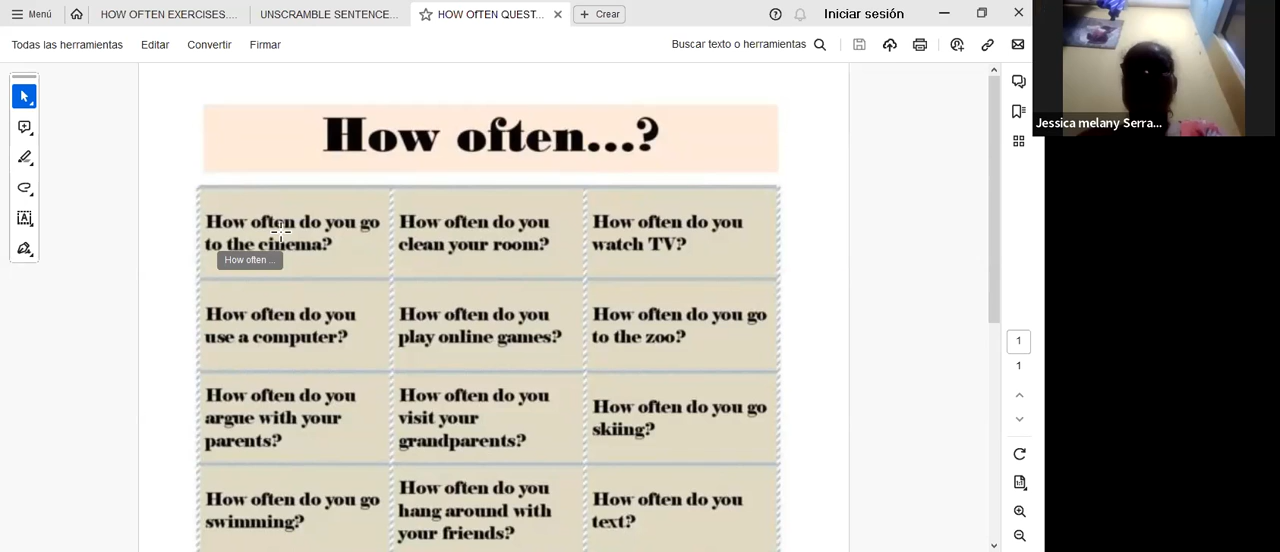 Menú
HOW OFTEN EXERCISES....
UNSCRAMBLE SENTENCE...
HOW OfTEN QUEST...
Crear
Iniciar sesión
Todas las herramientas
Editar
Convertir
Firmar
Buscar texto o herramientas
Jessica melany Serra...
How often...?
How often do you go
to the cinema?
How often ...
How often do you
clean your room?
How often do you
watch TV?
How often do you
use a computer?
How often do you
play online games?
How often do you go
to the zoo?
How often do you
argue with your
parents?
How often do you
visit your
grandparents?
How often do you go
skiing?
How often do you go
swimming?
How often do you
hang around with
your friends?
How often do you
text?
1
1